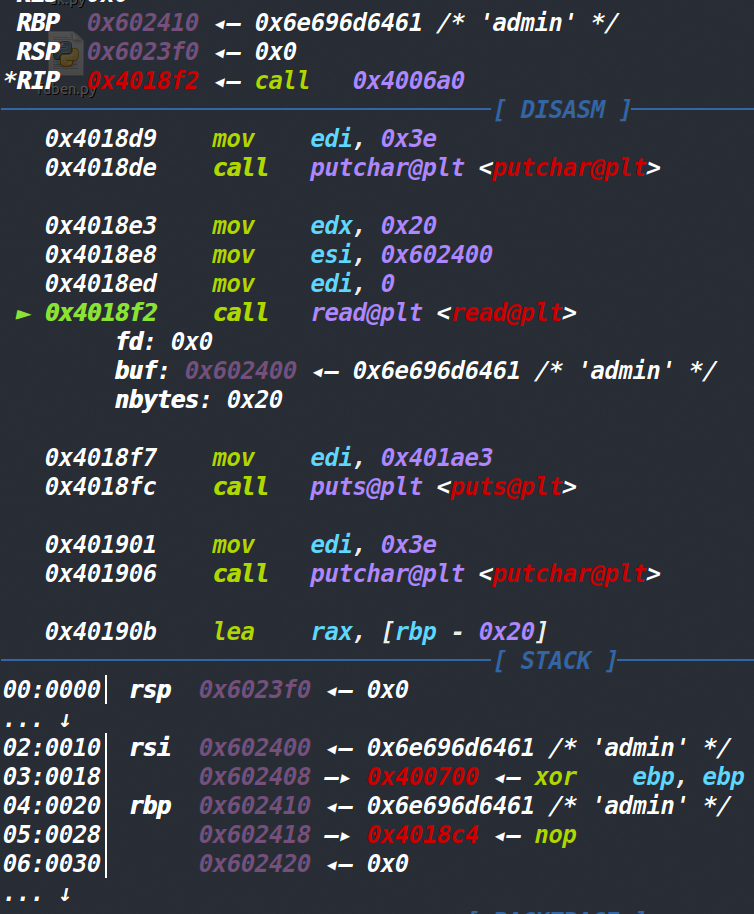 RBP  0x602410 ◂— 0x6e696d6461 /* 'admin' */
RSP  0x6023f0 ◂— 0x0
*RIP  0x4018f2 ◂— call   0x4006a0
[ DISASM ]
0x4018d9    mov    edi, 0x3e
0x4018de    call   putchar@plt <putchar@plt>
0x4018e3    mov    edx, 0x20
0x4018e8    mov    esi, 0x602400
0x4018ed    mov    edi, 0
► 0x4018f2    call   read@plt <read@plt>
fd: 0x0
buf: 0x602400 ◂— 0x6e696d6461 /* 'admin' */
nbytes: 0x20
0x4018f7    mov    edi, 0x401ae3
0x4018fc    call   puts@plt <puts@plt>
0x401901    mov    edi, 0x3e
0x401906    call   putchar@plt <putchar@plt>
0x40190b    lea    rax, [rbp - 0x20]
[ STACK ]
00:0000│ rsp  0x6023f0 ◂— 0x0
... ↓
02:0010│ rsi  0x602400 ◂— 0x6e696d6461 /* 'admin' */
03:0018│      0x602408 —▸ 0x400700 ◂— xor    ebp, ebp
04:0020│ rbp  0x602410 ◂— 0x6e696d6461 /* 'admin' */
05:0028│      0x602418 —▸ 0x4018c4 ◂— nop
06:0030│      0x602420 ◂— 0x0
... ↓